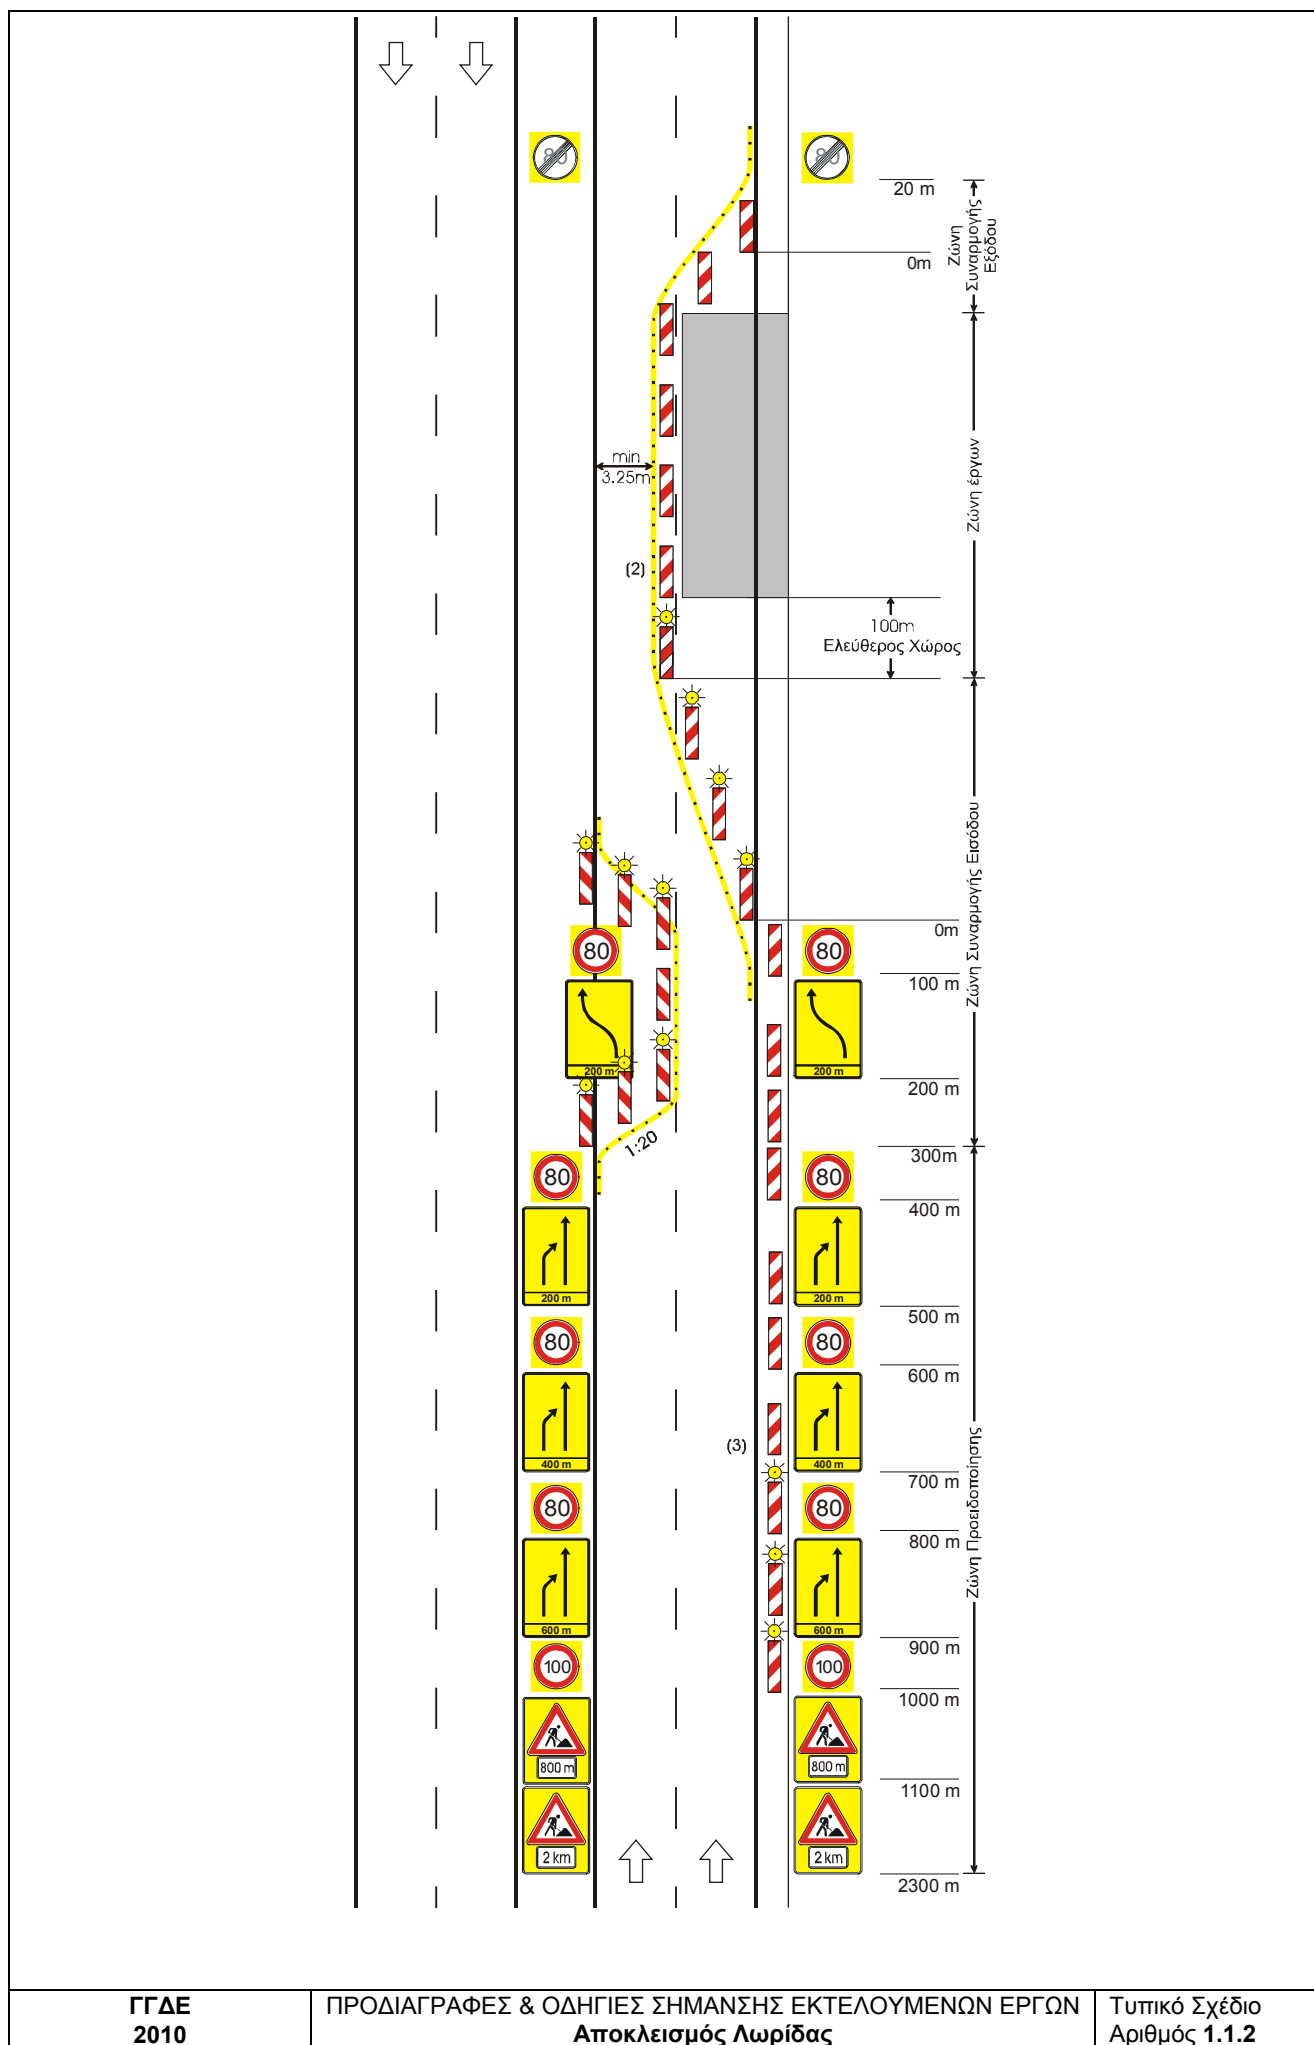 80
80
20 m
Ζώνη
Συναρμογής
Εξόδου
0m
min
3.25m
Ζώνη έργων
(2)
100m
Ελεύθερος Χώρος
Ζώνη Συναρμογής Εισόδου
0m
80
80
100 m
200 m
200 m
200 m
1:20
300m
80
80
400 m
200 m
200 m
500 m
80
80
600 m
(3)
400 m
400 m
700 m
80
80
800 m
Ζώνη Προειδοποίησης
600 m
600 m
900 m
100
100
1000 m
800 m
800 m
1100 m
2 km
2 km
2300 m
ΓΓΔΕ
2010
ΠΡΟΔΙΑΓΡΑΦΕΣ & ΟΔΗΓΙΕΣ ΣΗΜΑΝΣΗΣ ΕΚΤΕΛΟΥΜΕΝΩΝ ΕΡΓΩΝ
Αποκλεισμός Λωρίδας
Τυπικό Σχέδιο
Αριθμός 1.1.2